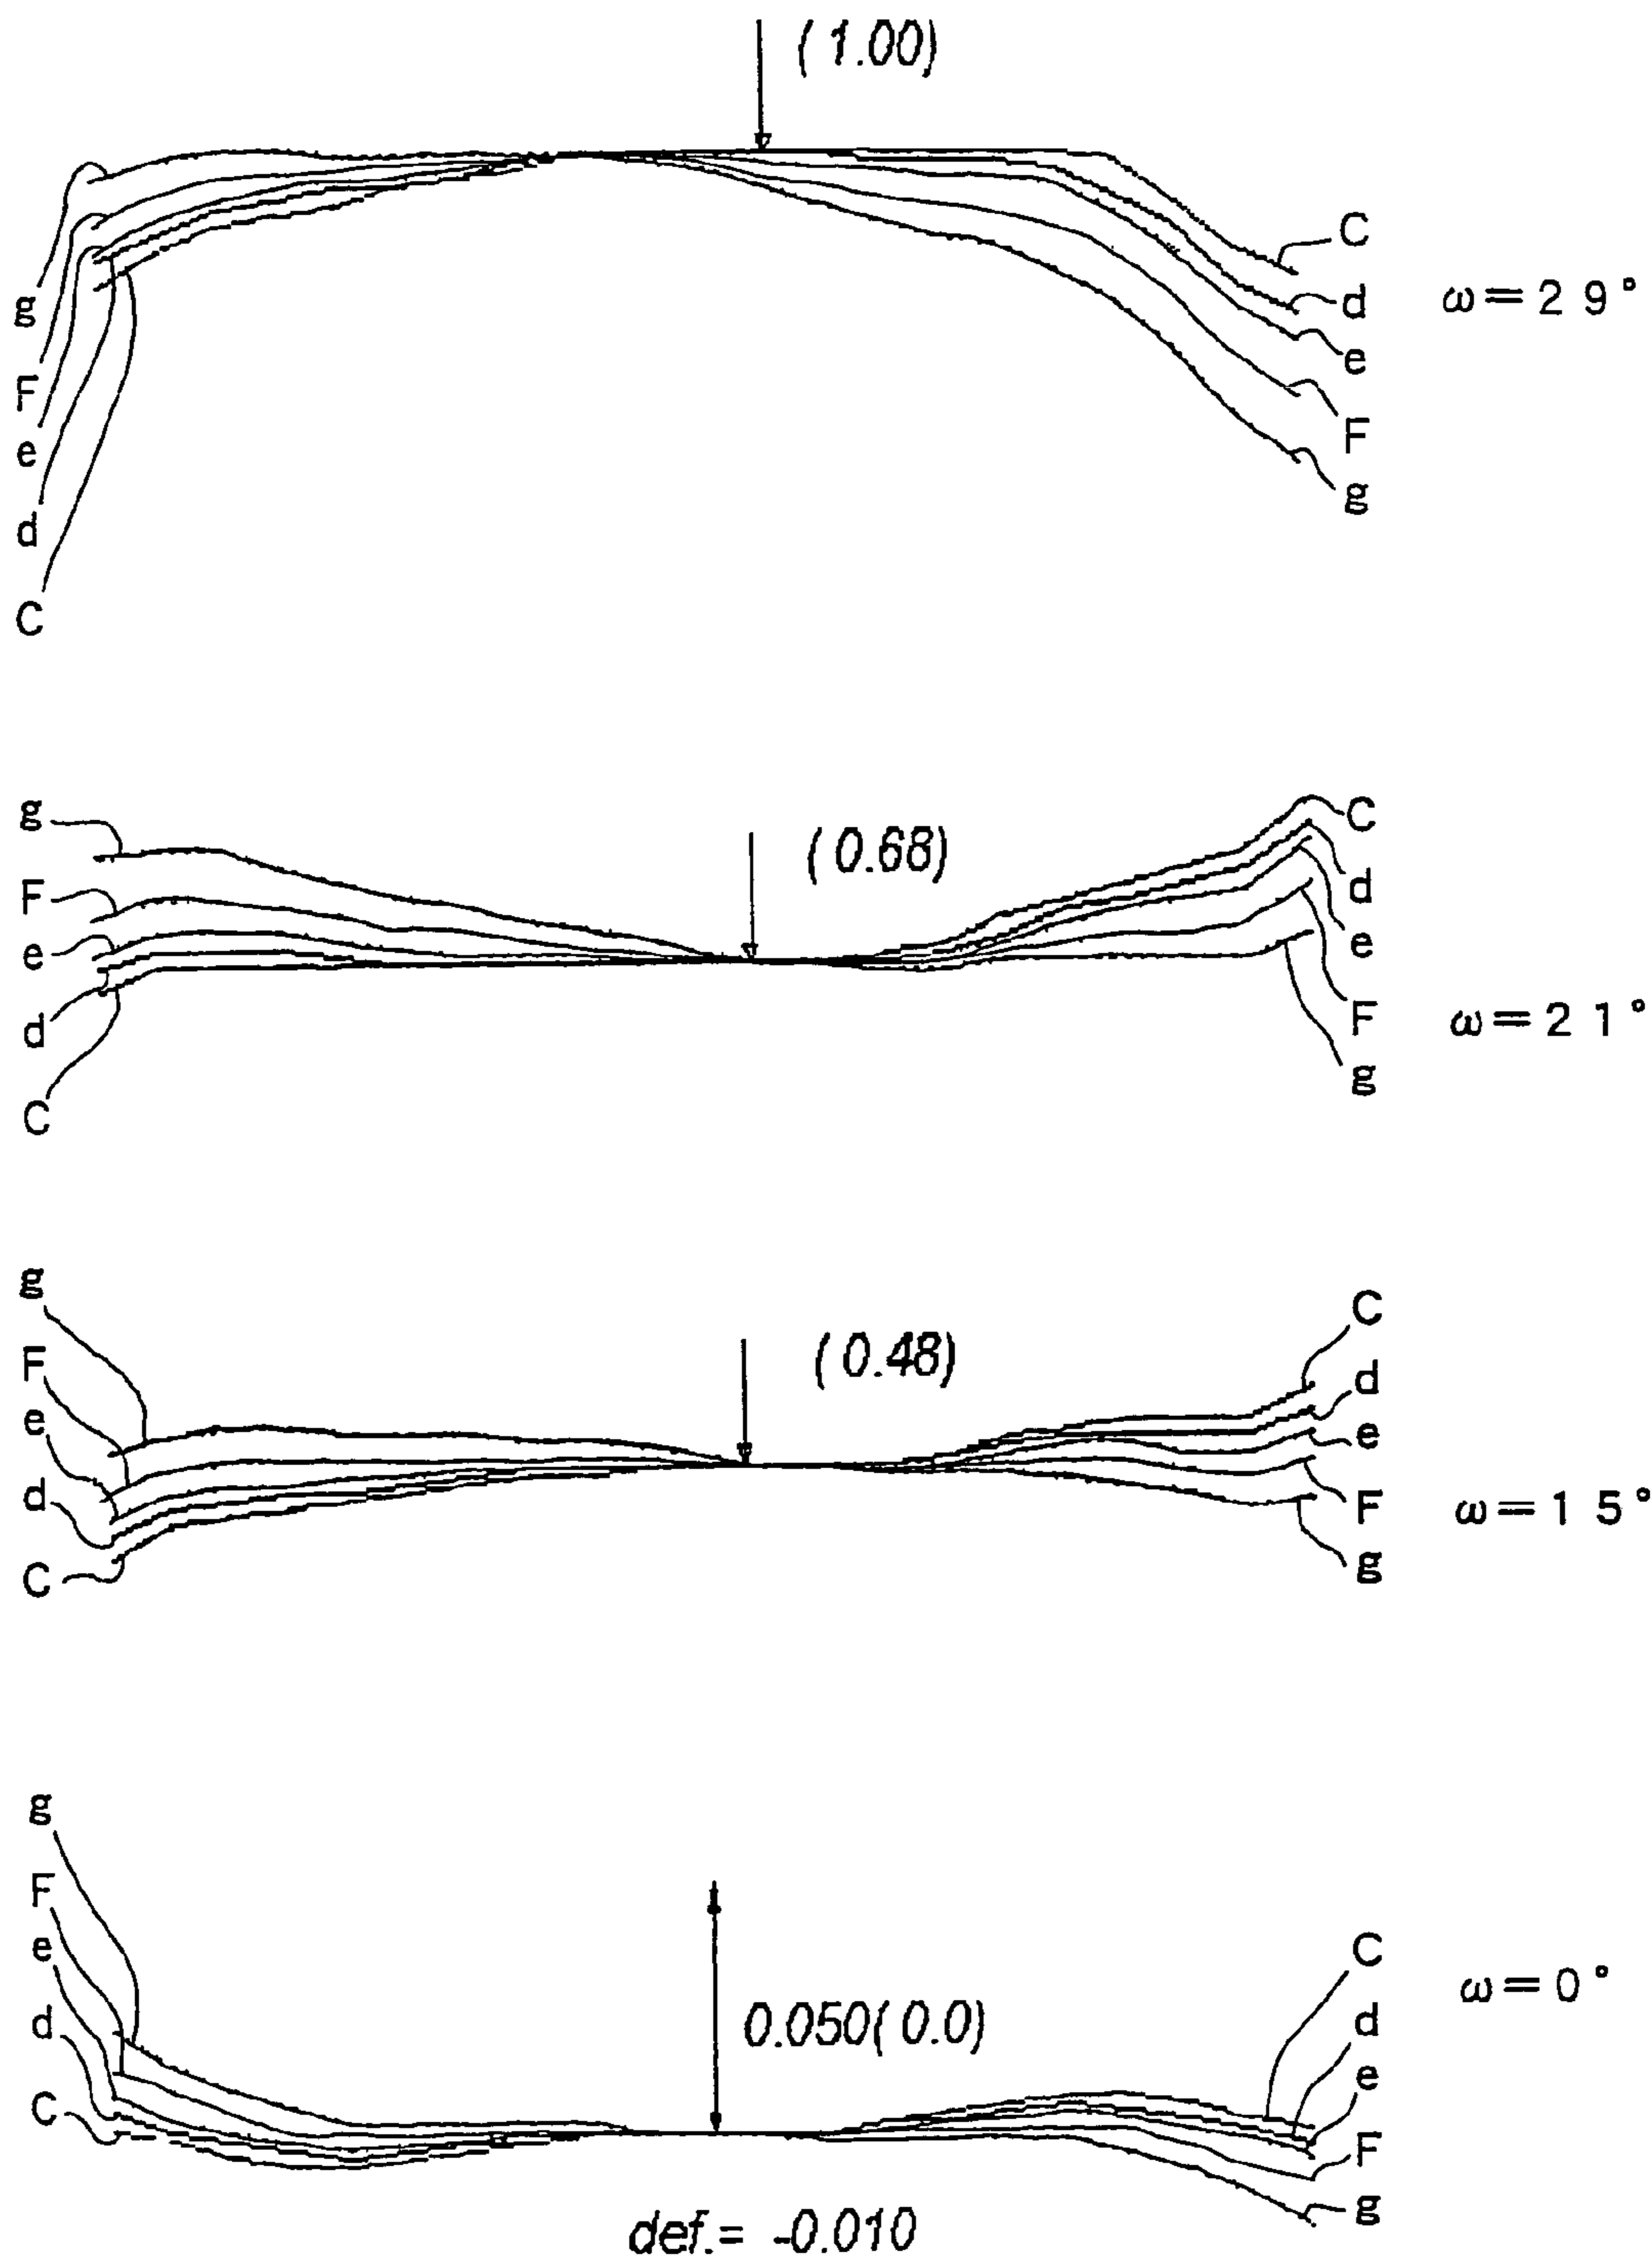 (1.00)
C
g
d
ω=29°
e
F
F
e
g
d
C
g
C
(0.68)
d
F
e
e
F
ω=21°
d
g
C
g
C
(0.48)
F
d
e
e
d
F
ω=15°
g
C
g
F
C
e
ω=0°
d
0.050(0.0)
d
e
C
F
g
def.= -0.010